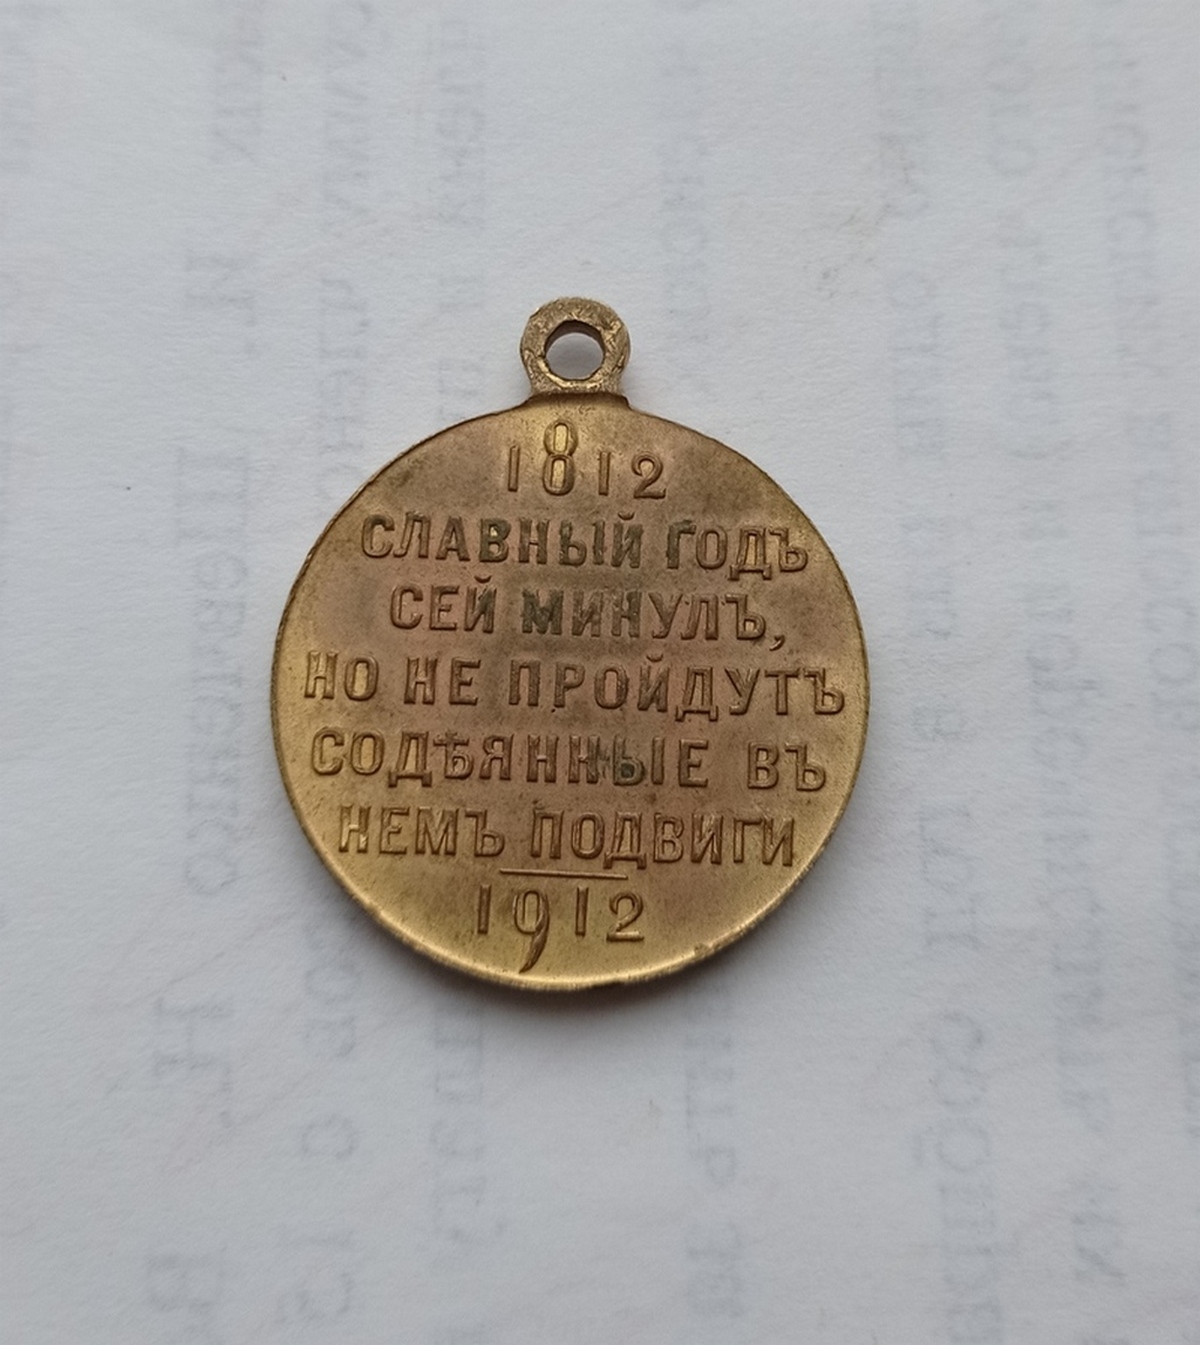 1812
СЛАВНЫЙ ГОДЪ
СЕЙ МИНУЛЪ,
НО НЕ ПРОЙДУТЪ
СОДѢЯННЫЕ ВЪ
НЕМЪ ПОДВИГИ
1912